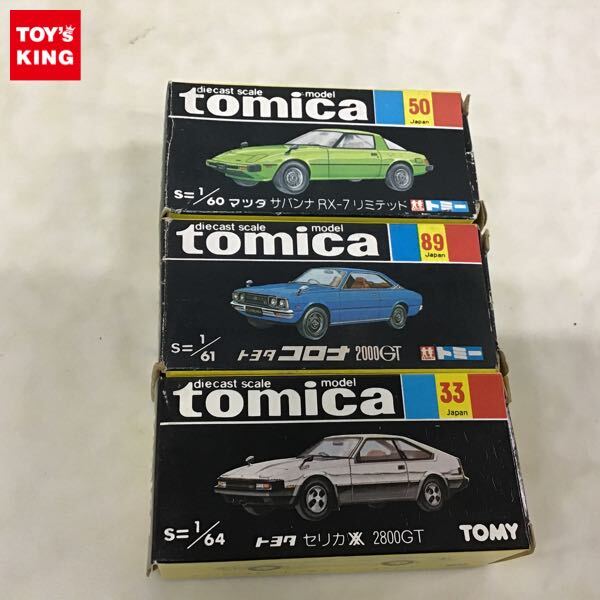 TOY'S
KING
diecast scale model
tomica
50
Japan
S=1/60 マツダ サバンナ RX-7 リミテッド トミー
diecast scale model
tomica
89
Japan
S=1/61 トヨタ コロナ 2000GT トミー
diecast scale model
tomica
33
Japan
S=1/64 トヨタ セリカXX 2800GT TOMY